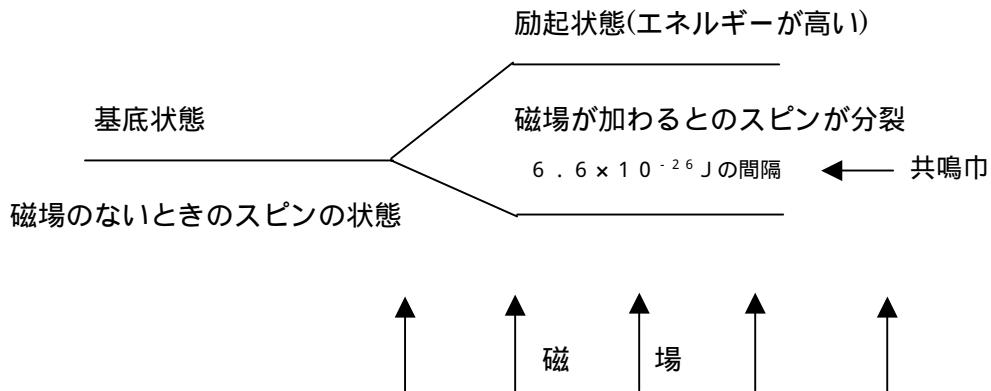 励起状態(エネルギーが高い)
基底状態
磁場が加わるとのスピンが分裂
6.6×10⁻²⁶Jの間隔
共鳴巾
磁場のないときのスピンの状態
磁 場